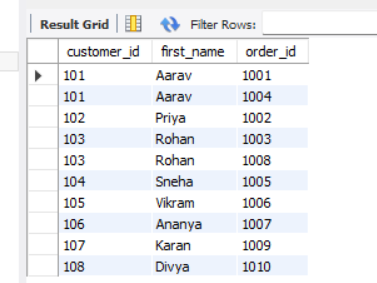 Result Grid Filter Rows:
customer_id first_name order_id
101 Aarav 1001
101 Aarav 1004
102 Priya 1002
103 Rohan 1003
103 Rohan 1008
104 Sneha 1005
105 Vikram 1006
106 Ananya 1007
107 Karan 1009
108 Divya 1010